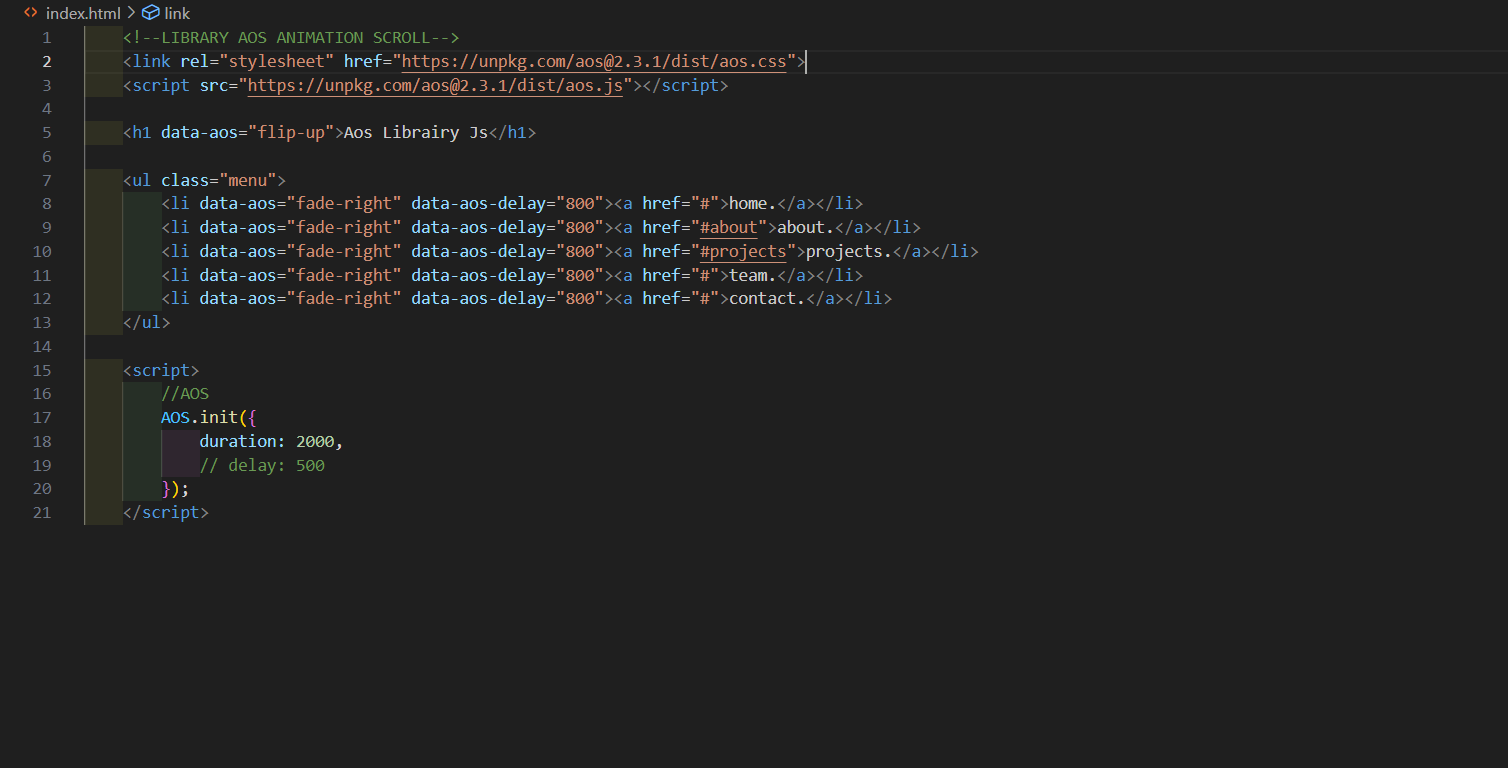 index.html > link
1 <!--LIBRARY AOS ANIMATION SCROLL-->
2 <link rel="stylesheet" href="https://unpkg.com/aos@2.3.1/dist/aos.css">
3 <script src="https://unpkg.com/aos@2.3.1/dist/aos.js"></script>
4
5 <h1 data-aos="flip-up">Aos Librairy Js</h1>
6
7 <ul class="menu">
8     <li data-aos="fade-right" data-aos-delay="800"><a href="#">home.</a></li>
9     <li data-aos="fade-right" data-aos-delay="800"><a href="#about">about.</a></li>
10     <li data-aos="fade-right" data-aos-delay="800"><a href="#projects">projects.</a></li>
11     <li data-aos="fade-right" data-aos-delay="800"><a href="#">team.</a></li>
12     <li data-aos="fade-right" data-aos-delay="800"><a href="#">contact.</a></li>
13 </ul>
14
15 <script>
16     //AOS
17     AOS.init({
18         duration: 2000,
19         // delay: 500
20     });
21 </script>